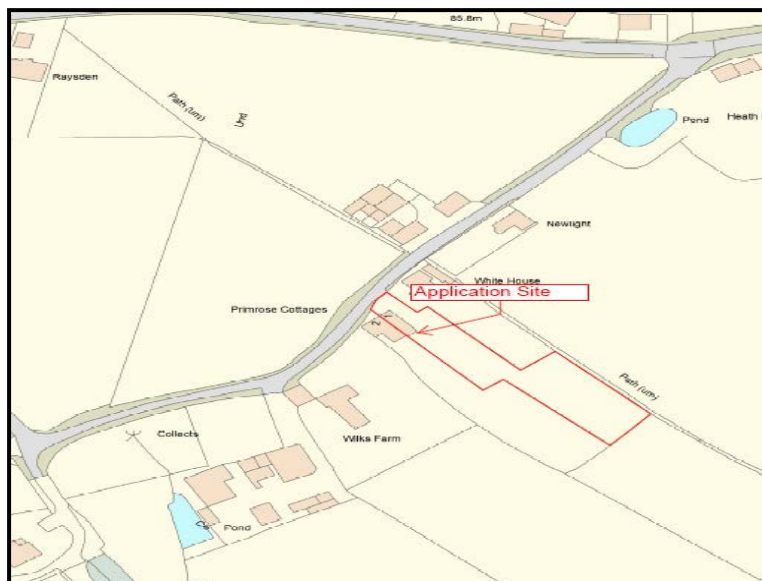 85.8m
Raysden
Path (um)
Und
Pond
Heath
Newlight
White House
Application Site
Primrose Cottages
1
2
Path (um)
Collects
Wilks Farm
Pond